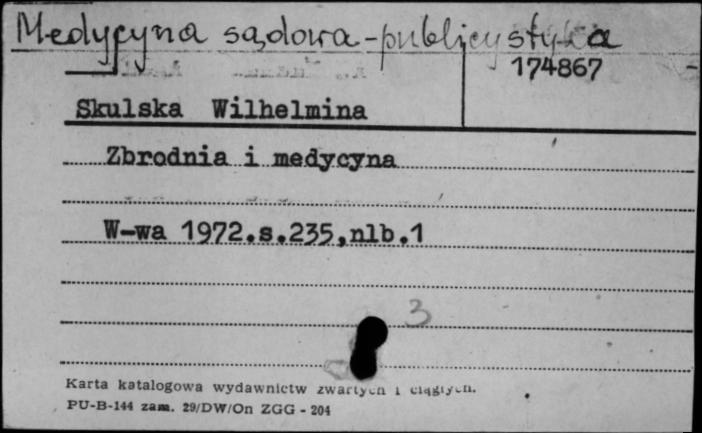 Medycyna sądowa-publicystyka
174867
Skulska Wilhelmina
Zbrodnia i medycyna
W-wa 1972.s.235,nlb.1
3
Karta katalogowa wydawnictw zwartych i ciągłych.
PU-B-144 zam. 29/DW/On ZGG - 204